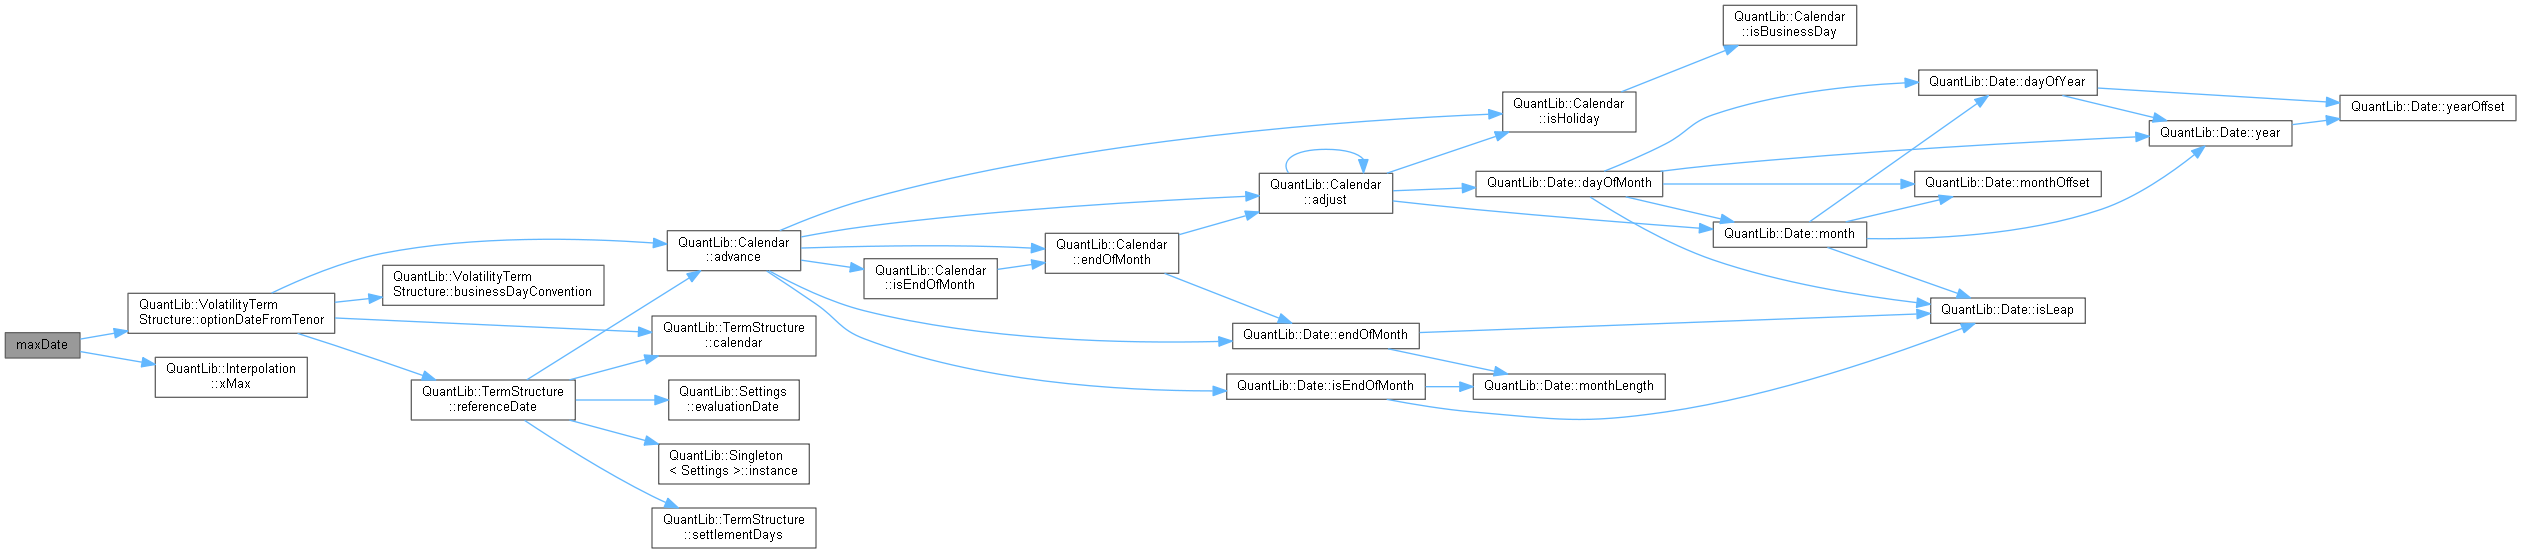 maxDate
QuantLib::VolatilityTerm
Structure::optionDateFromTenor
QuantLib::Interpolation
::xMax
QuantLib::VolatilityTerm
Structure::businessDayConvention
QuantLib::TermStructure
::referenceDate
QuantLib::Calendar
::advance
QuantLib::TermStructure
::calendar
QuantLib::Settings
::evaluationDate
QuantLib::Singleton
< Settings >::instance
QuantLib::TermStructure
::settlementDays
QuantLib::Calendar
::isEndOfMonth
QuantLib::Calendar
::endOfMonth
QuantLib::Calendar
::adjust
QuantLib::Date::endOfMonth
QuantLib::Date::isEndOfMonth
QuantLib::Calendar
::isHoliday
QuantLib::Date::dayOfMonth
QuantLib::Date::monthLength
QuantLib::Calendar
::isBusinessDay
QuantLib::Date::month
QuantLib::Date::dayOfYear
QuantLib::Date::monthOffset
QuantLib::Date::isLeap
QuantLib::Date::year
QuantLib::Date::yearOffset